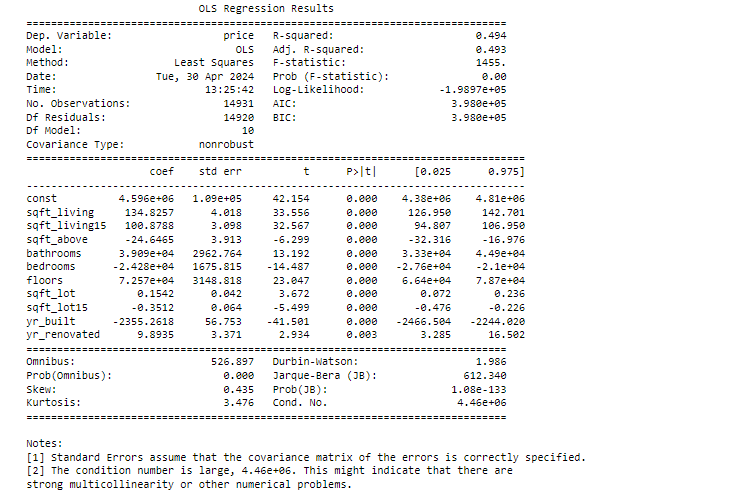 OLS Regression Results
==============================================================================
Dep. Variable:                  price   R-squared:                       0.494
Model:                            OLS   Adj. R-squared:                  0.493
Method:                 Least Squares   F-statistic:                     1455.
Date:                Tue, 30 Apr 2024   Prob (F-statistic):               0.00
Time:                        13:25:42   Log-Likelihood:            -1.9897e+05
No. Observations:               14931   AIC:                         3.980e+05
Df Residuals:                   14920   BIC:                         3.980e+05
Df Model:                          10
Covariance Type:            nonrobust
=================================================================================
                    coef    std err          t      P>|t|      [0.025      0.975]
---------------------------------------------------------------------------------
const          4.596e+06   1.09e+05     42.154      0.000    4.38e+06    4.81e+06
sqft_living     134.8257      4.018     33.556      0.000     126.950     142.701
sqft_living15   100.8788      3.098     32.567      0.000      94.807     106.950
sqft_above      -24.6465      3.913     -6.299      0.000     -32.316     -16.976
bathrooms      3.909e+04   2962.764     13.192      0.000    3.33e+04    4.49e+04
bedrooms      -2.428e+04   1675.815    -14.487      0.000   -2.76e+04    -2.1e+04
floors         7.257e+04   3148.818     23.047      0.000    6.64e+04    7.87e+04
sqft_lot          0.1542      0.042      3.672      0.000       0.072       0.236
sqft_lot15       -0.3512      0.064     -5.499      0.000      -0.476      -0.226
yr_built      -2355.2618     56.753    -41.501      0.000   -2466.504   -2244.020
yr_renovated      9.8935      3.371      2.934      0.003       3.285      16.502
==============================================================================
Omnibus:                      526.897   Durbin-Watson:                   1.986
Prob(Omnibus):                  0.000   Jarque-Bera (JB):              612.340
Skew:                           0.435   Prob(JB):                    1.08e-133
Kurtosis:                       3.476   Cond. No.                     4.46e+06
==============================================================================
Notes:
[1] Standard Errors assume that the covariance matrix of the errors is correctly specified.
[2] The condition number is large, 4.46e+06. This might indicate that there are
strong multicollinearity or other numerical problems.